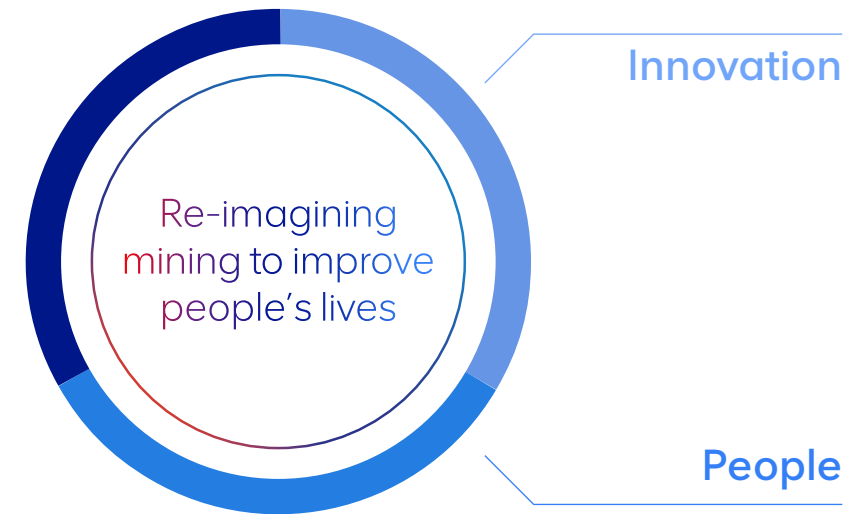 Innovation
Re-imagining
mining to improve
people’s lives
People